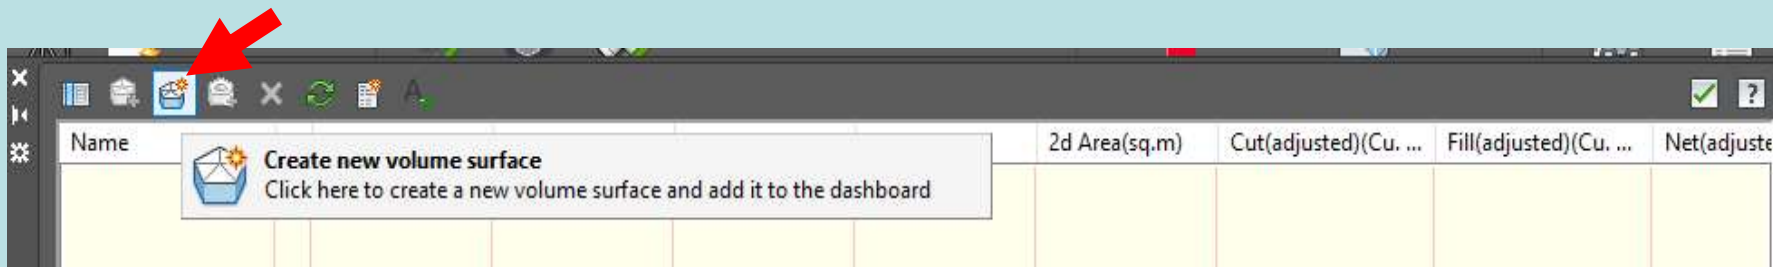 Name
2d Area(sq.m)
Cut(adjusted)(Cu. ...
Fill(adjusted)(Cu. ...
Net(adjuste
Create new volume surface
Click here to create a new volume surface and add it to the dashboard